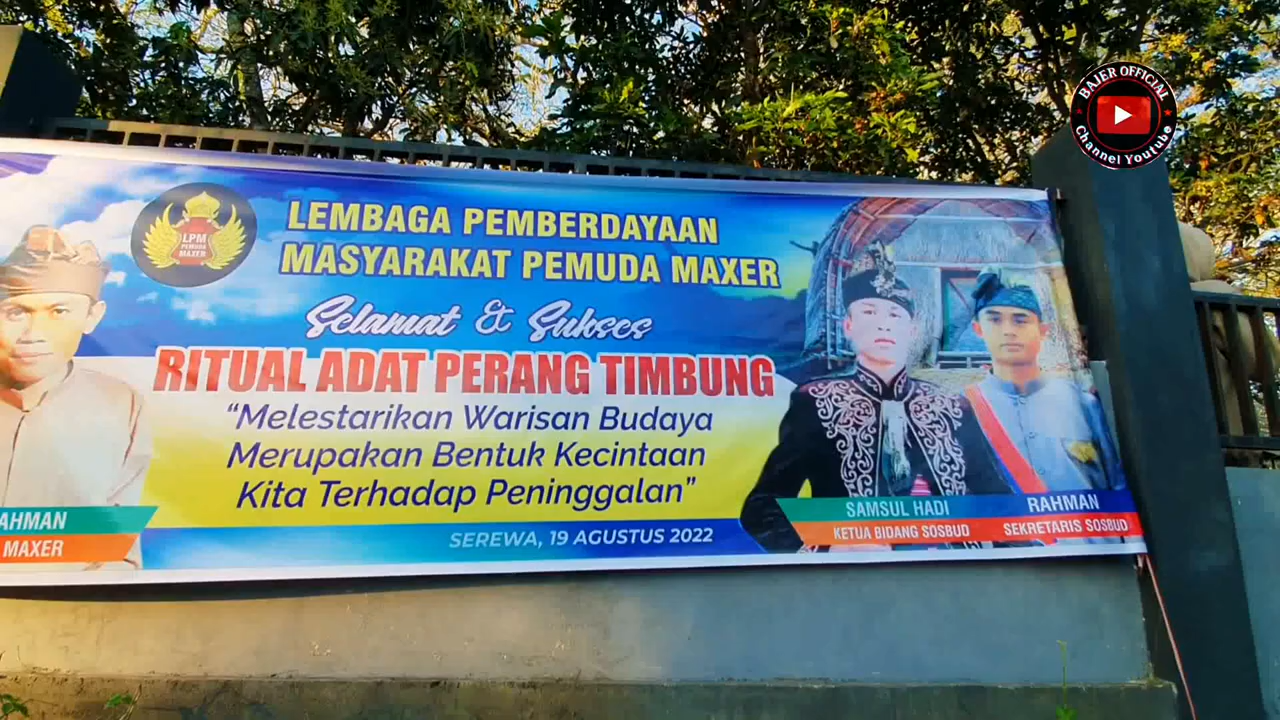 BAJER OFFICIAL
Channel Youtube
LPM
PEMUDA
MAXER
LEMBAGA PEMBERDAYAAN
MASYARAKAT PEMUDA MAXER
Selamat & Sukses
RITUAL ADAT PERANG TIMBUNG
“Melestarikan Warisan Budaya
Merupakan Bentuk Kecintaan
Kita Terhadap Peninggalan”
SEREWA, 19 AGUSTUS 2022
AHMAN
MAXER
SAMSUL HADI
KETUA BIDANG SOSBUD
RAHMAN
SEKRETARIS SOSBUD